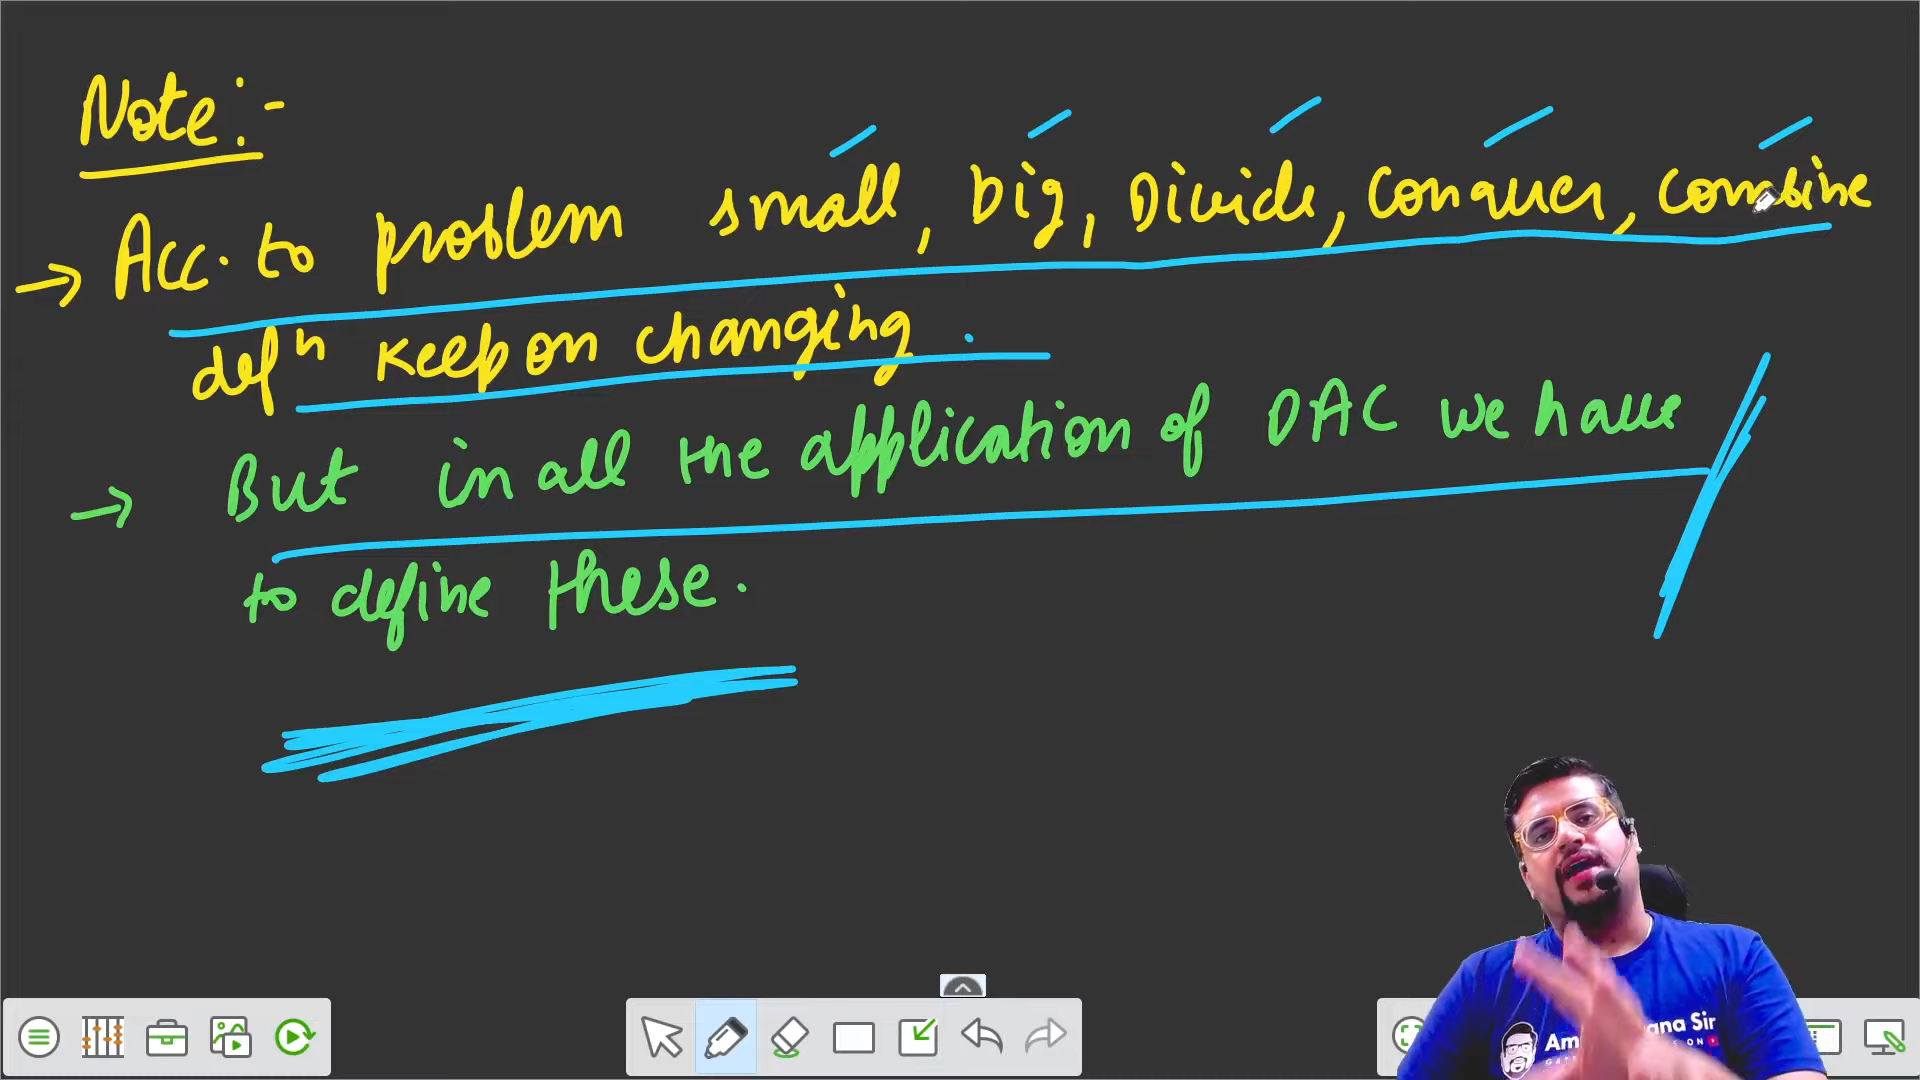 Note:-
→ Acc. to problem small, big, Divide, Conquer, Combine
defn keep on changing.
→ But in all the application of DAC we have
to define these.